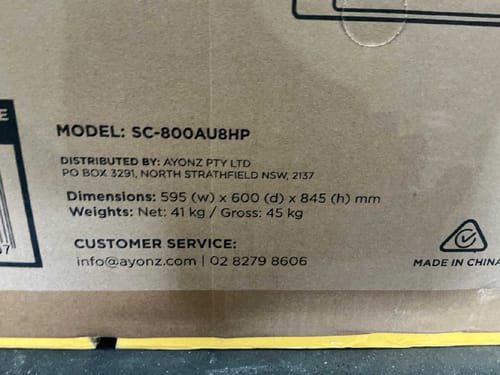 E
MODEL: SC-800AU8HP
DISTRIBUTED BY: AYONZ PTY LTD
PO BOX 3291, NORTH STRATHFIELD NSW, 2137
Dimensions: 595 (w) x 600 (d) x 845 (h) mm
Weights: Net: 41 kg / Gross: 45 kg
7
CUSTOMER SERVICE:
info@ayonz.com | 02 8279 8606
MADE IN CHINA